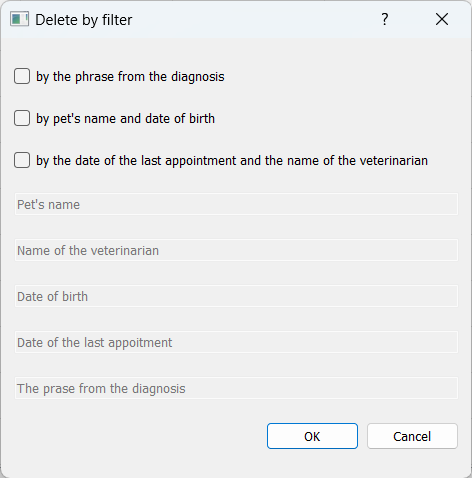 Delete by filter
?
by the phrase from the diagnosis
by pet's name and date of birth
by the date of the last appointment and the name of the veterinarian
Pet's name
Name of the veterinarian
Date of birth
Date of the last appoitment
The prase from the diagnosis
OK
Cancel